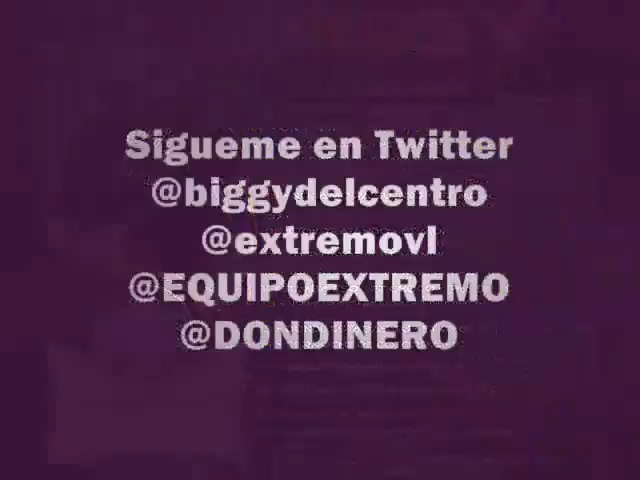 Sigueme en Twitter
@biggydelcentro
@extremovl
@EQUIPOEXTREMO
@DONDINERO